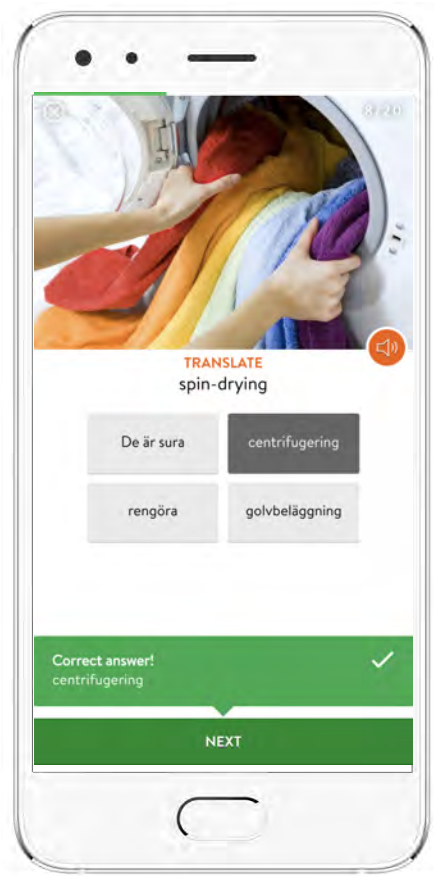 8/20
TRANSLATE
spin-drying
De är sura
centrifugering
rengöra
golvbeläggning
Correct answer!
centrifugering
NEXT